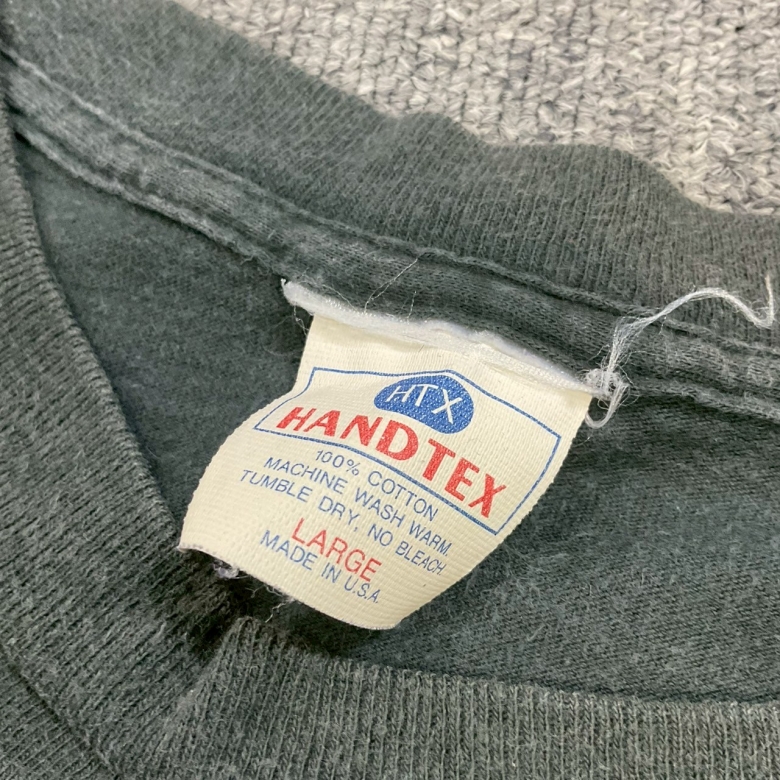 HTX
HANDTEX
100% COTTON
MACHINE WASH WARM.
TUMBLE DRY. NO BLEACH.
LARGE
MADE IN U.S.A.